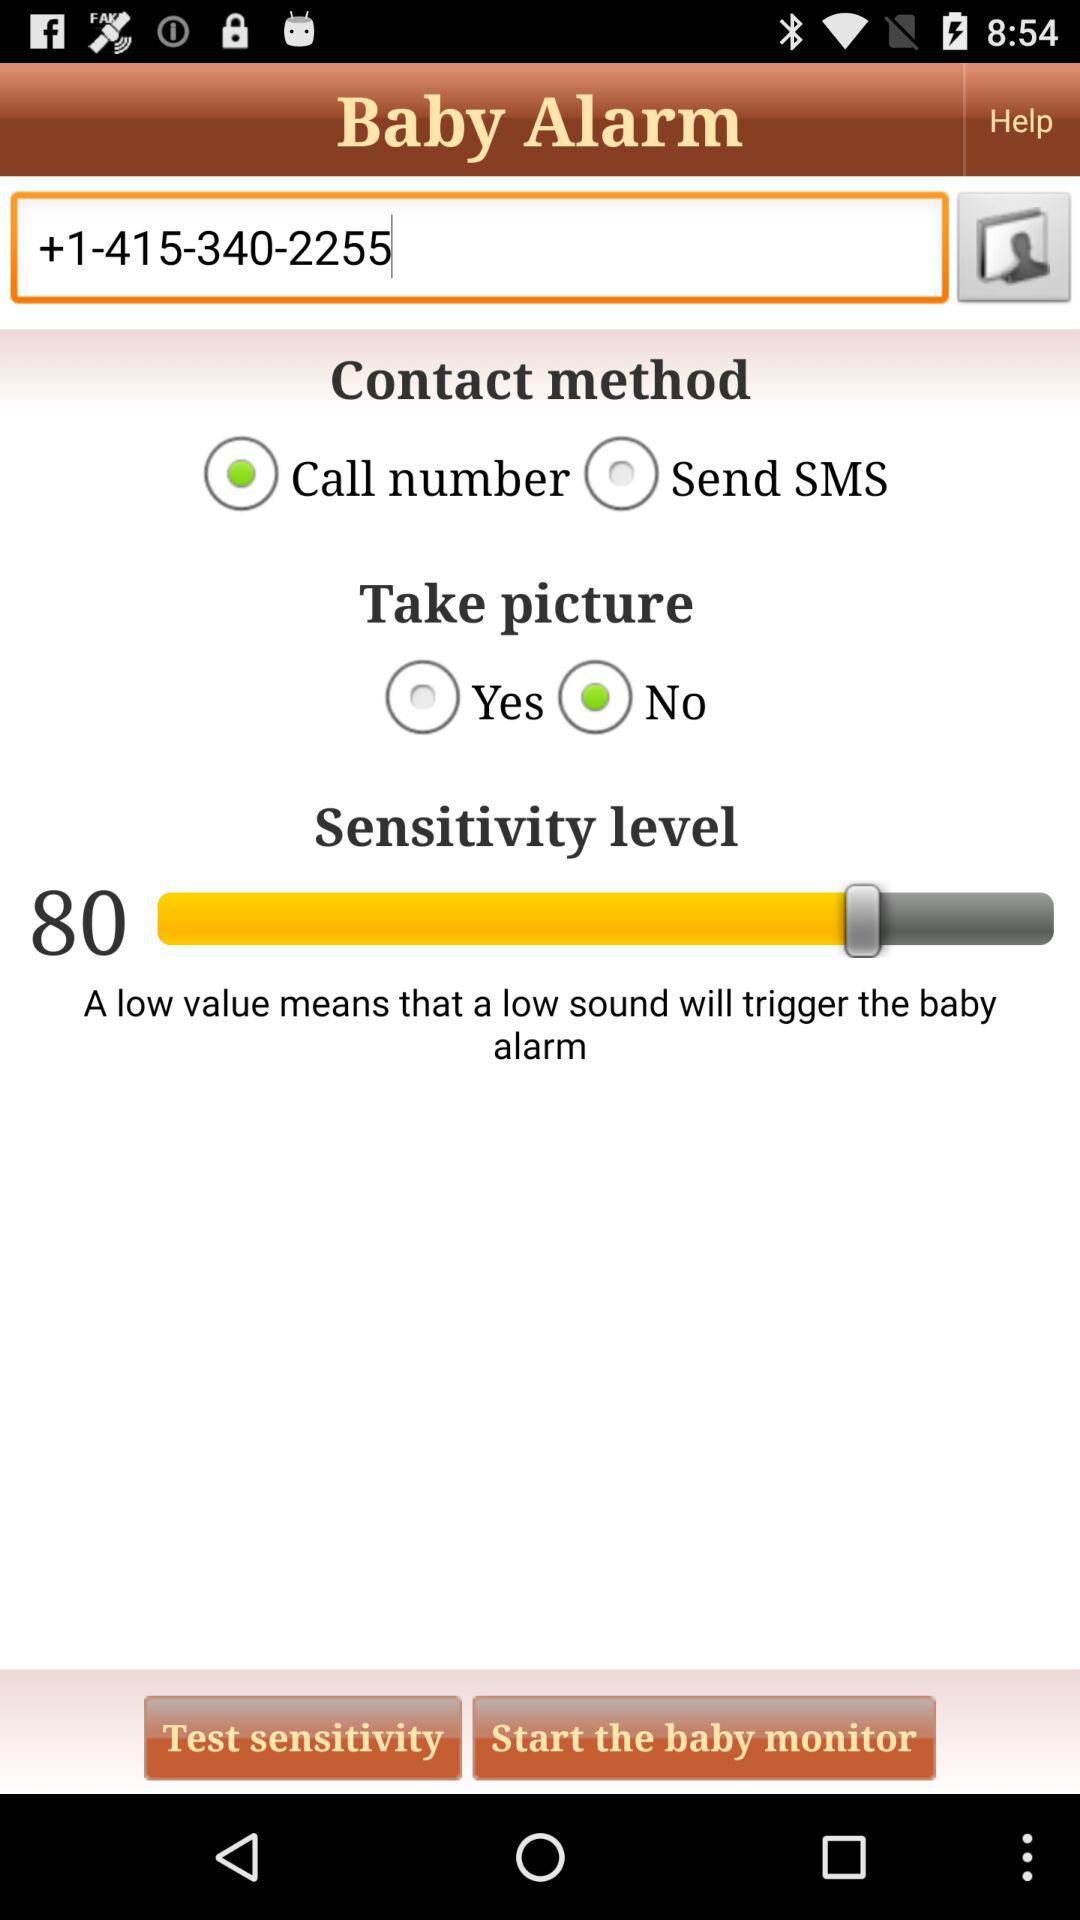 FAKE
8:54
Baby Alarm
Help
+1-415-340-2255
Contact method
Call number Send SMS
Take picture
Yes No
Sensitivity level
80
A low value means that a low sound will trigger the baby
alarm
Test sensitivity Start the baby monitor